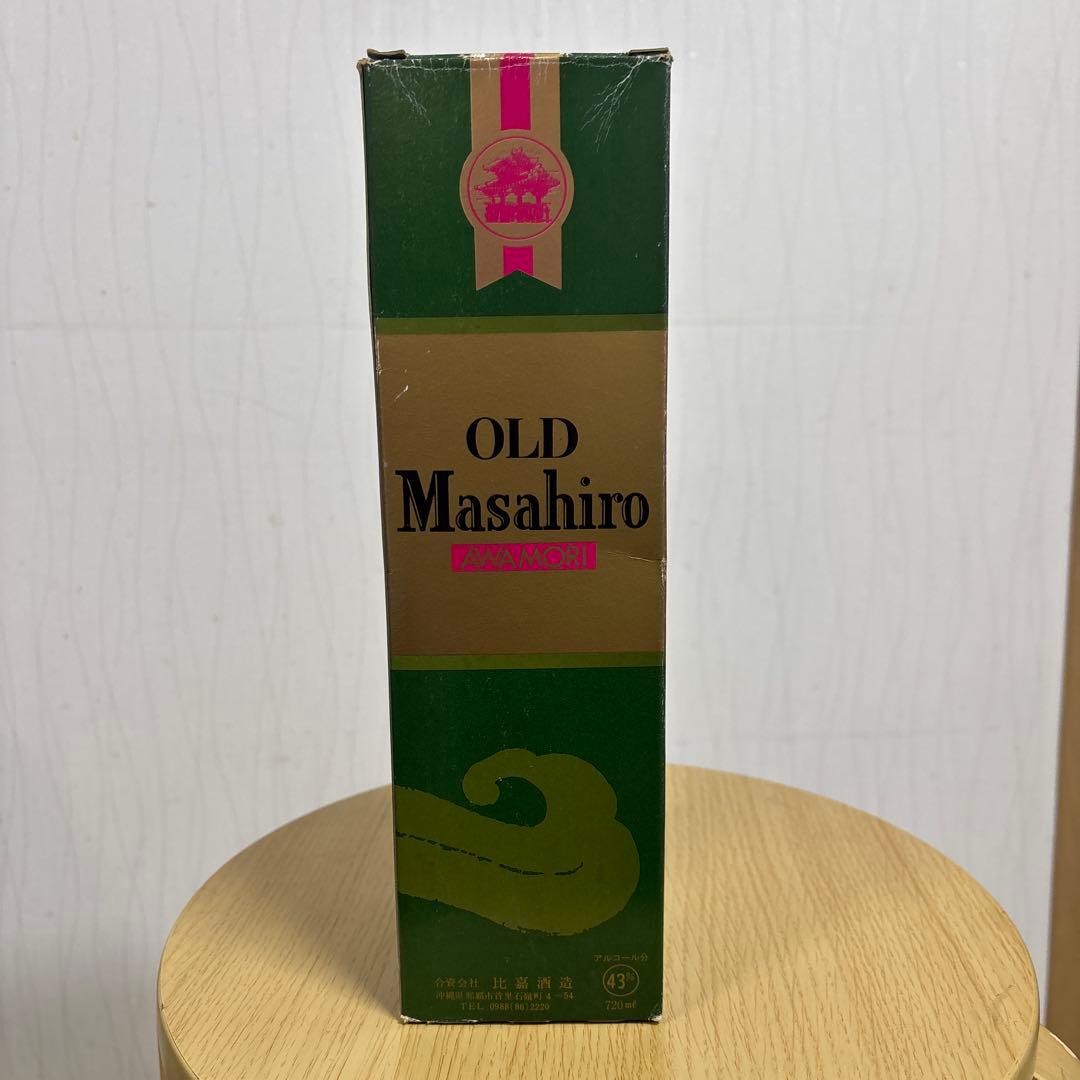 OLD
Masahiro
AWAMORI
アルコール分
43%
720mℓ
合資会社 比嘉酒造
沖縄県那覇市首里石嶺町4-54
TEL 0988(86)2220